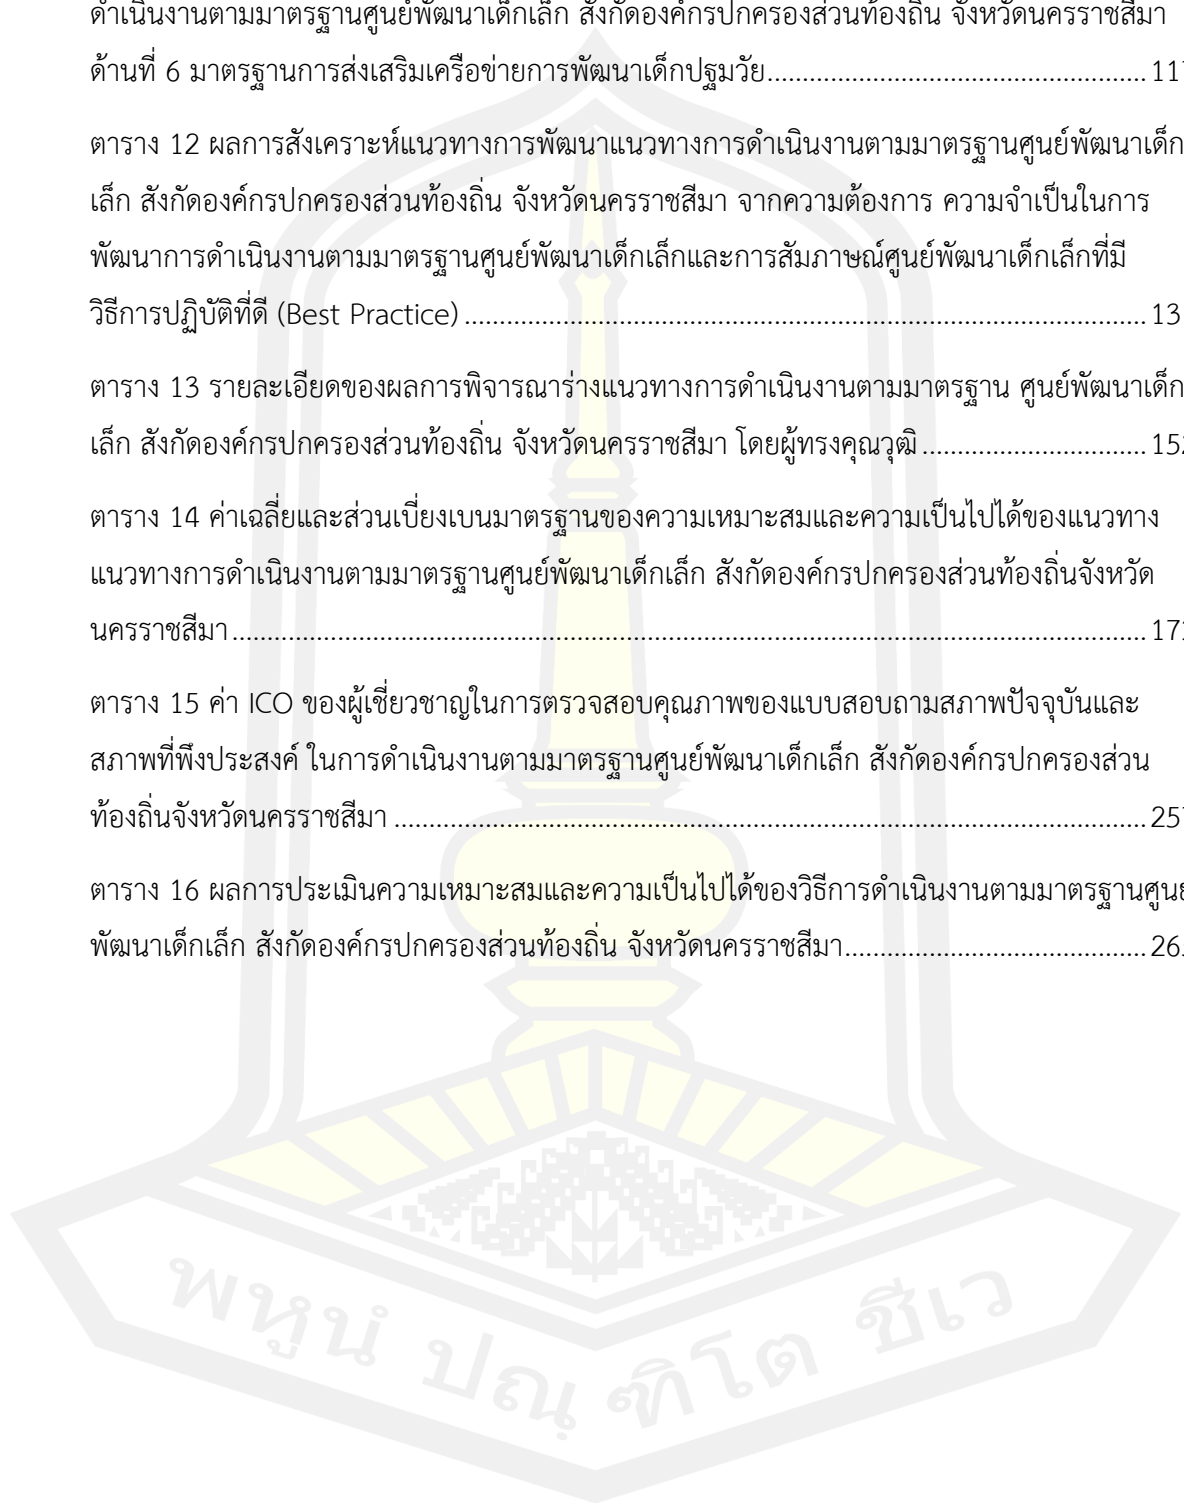 ดำเนินงานตามมาตรฐานศูนย์พัฒนาเด็กเล็ก สังกัดองค์กรปกครองส่วนท้องถิ่น จังหวัดนครราชสีมา
ด้านที่ 6 มาตรฐานการส่งเสริมเครือข่ายการพัฒนาเด็กปฐมวัย
ตาราง 12 ผลการสังเคราะห์แนวทางการพัฒนาแนวทางการดำเนินงานตามมาตรฐานศูนย์พัฒนาเด็ก
เล็ก สังกัดองค์กรปกครองส่วนท้องถิ่น จังหวัดนครราชสีมา จากความต้องการ ความจำเป็นในการ
พัฒนาการดำเนินงานตามมาตรฐานศูนย์พัฒนาเด็กเล็กและการสัมภาษณ์ศูนย์พัฒนาเด็กเล็กที่มี
วิธีการปฏิบัติที่ดี (Best Practice)
ตาราง 13 รายละเอียดของผลการพิจารณาร่างแนวทางการดำเนินงานตามมาตรฐาน ศูนย์พัฒนาเด็ก
เล็ก สังกัดองค์กรปกครองส่วนท้องถิ่น จังหวัดนครราชสีมา โดยผู้ทรงคุณวุฒิ
ตาราง 14 ค่าเฉลี่ยและส่วนเบี่ยงเบนมาตรฐานของความเหมาะสมและความเป็นไปได้ของแนวทาง
แนวทางการดำเนินงานตามมาตรฐานศูนย์พัฒนาเด็กเล็ก สังกัดองค์กรปกครองส่วนท้องถิ่นจังหวัด
นครราชสีมา
ตาราง 15 ค่า ICO ของผู้เชี่ยวชาญในการตรวจสอบคุณภาพของแบบสอบถามสภาพปัจจุบันและ
สภาพที่พึงประสงค์ ในการดำเนินงานตามมาตรฐานศูนย์พัฒนาเด็กเล็ก สังกัดองค์กรปกครองส่วน
ท้องถิ่นจังหวัดนครราชสีมา
ตาราง 16 ผลการประเมินความเหมาะสมและความเป็นไปได้ของวิธีการดำเนินงานตามมาตรฐานศูนย์
พัฒนาเด็กเล็ก สังกัดองค์กรปกครองส่วนท้องถิ่น จังหวัดนครราชสีมา
พหูนํ ปณฺฑิโต ชีเว